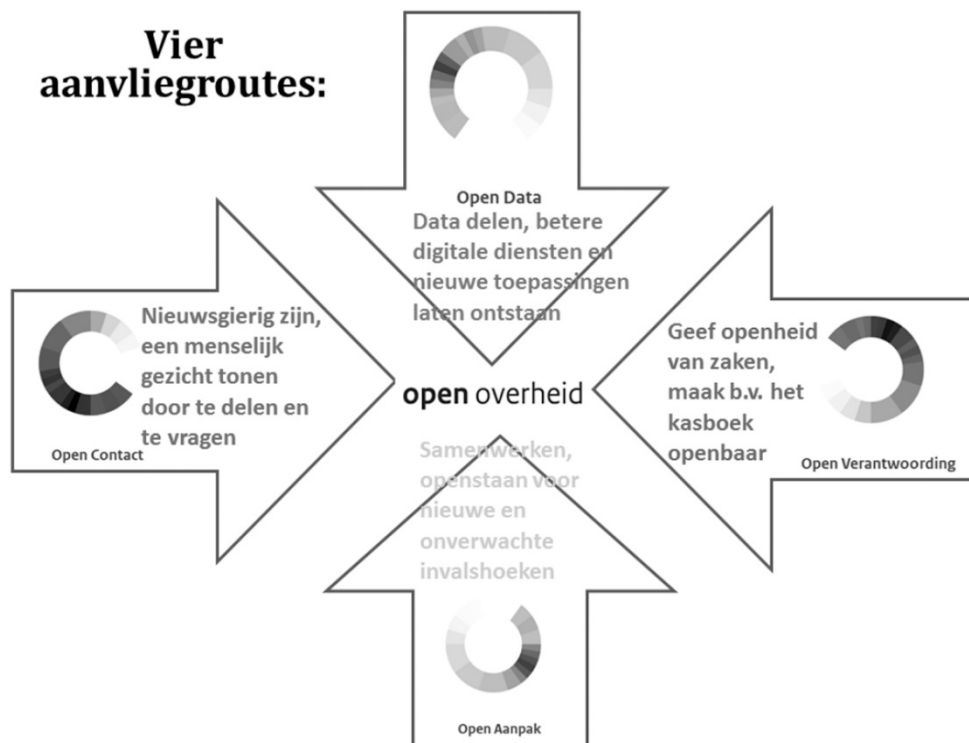 Vier
aanvliegroutes:
Open Data
Data delen, betere
digitale diensten en
nieuwe toepassingen
laten ontstaan
Nieuwsgierig zijn,
een menselijk
gezicht tonen
door te delen en
te vragen
Open Contact
open overheid
Geef openheid
van zaken,
maak b.v. het
kasboek
openbaar
Open Verantwoording
Samenwerken,
openstaan voor
nieuwe en
onverwachte
invalshoeken
Open Aanpak